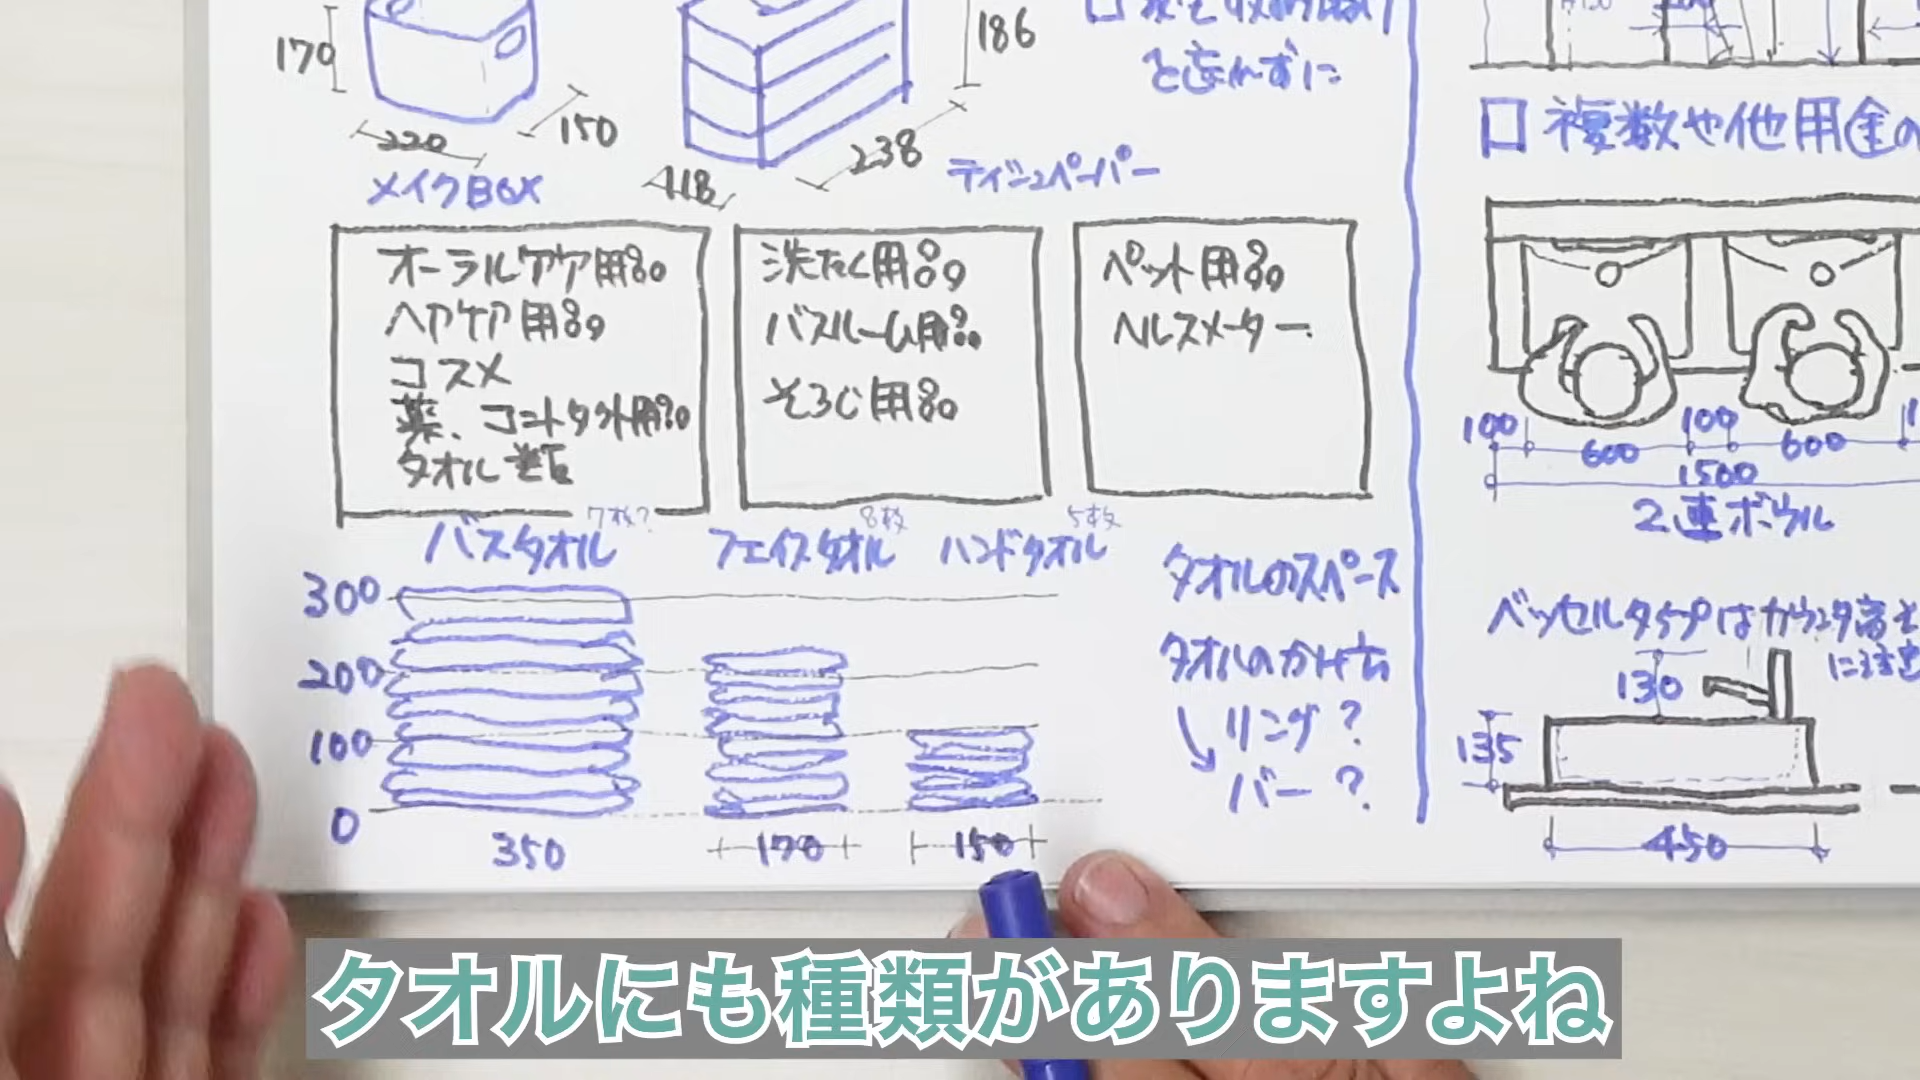 170
220
150
メイクBOX
186
118
238
ティシュペーパー
を忘れずに
オーラルケア用品
ヘアケア用品
コスメ
薬、コンタクト用品
タオル類
洗たく用品
バスルーム用品
そうじ用品
ペット用品
ヘルスメーター
バスタオル 7枚?
フェイスタオル 8枚
ハンドタオル 5枚
300
200
100
0
350
170
150
タオルのスペース
タオルのかけ方
リング?
バー?
□ 複数や他用途の
100 600 100 600
1500
2連ボウル
ベッセルタイプはカウンタ高さ
に注意
130
135
450
タオルにも種類がありますよね